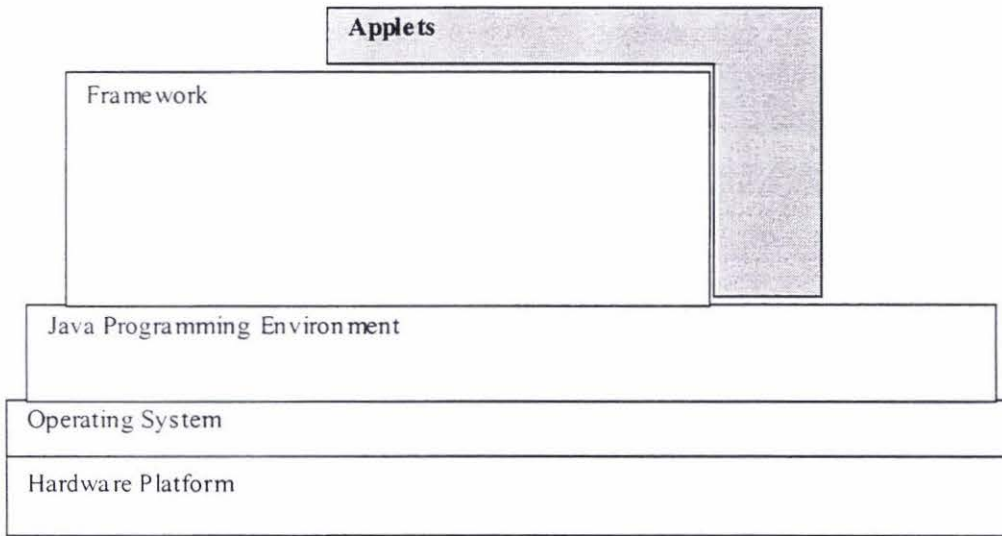 Applets
Framework
Java Programming Environment
Operating System
Hardware Platform